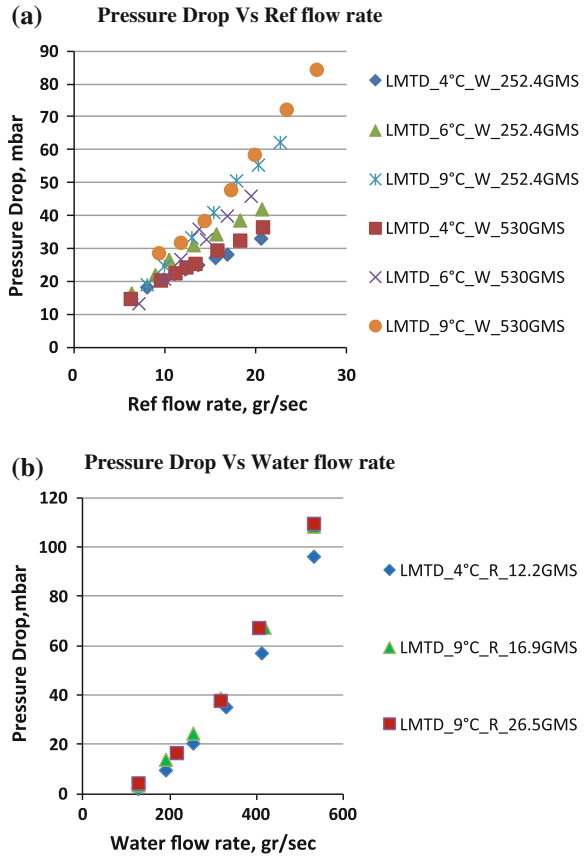 (a) Pressure Drop Vs Ref flow rate
90
80
70
60
50
40
30
20
10
0
Pressure Drop, mbar
0 10 20 30
Ref flow rate, gr/sec
LMTD_4°C_W_252.4GMS
LMTD_6°C_W_252.4GMS
LMTD_9°C_W_252.4GMS
LMTD_4°C_W_530GMS
LMTD_6°C_W_530GMS
LMTD_9°C_W_530GMS
(b) Pressure Drop Vs Water flow rate
120
100
80
60
40
20
0
Pressure Drop,mbar
0 200 400 600
Water flow rate, gr/sec
LMTD_4°C_R_12.2GMS
LMTD_9°C_R_16.9GMS
LMTD_9°C_R_26.5GMS